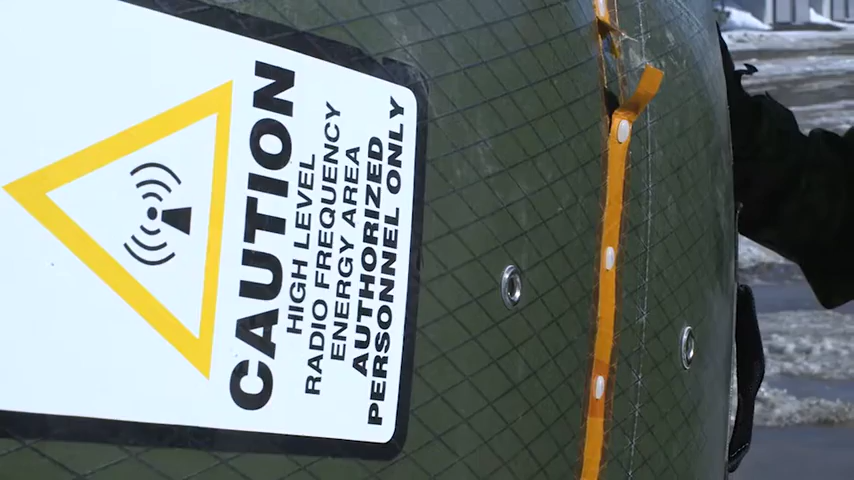 CAUTION
HIGH LEVEL
RADIO FREQUENCY
ENERGY AREA
AUTHORIZED
PERSONNEL ONLY